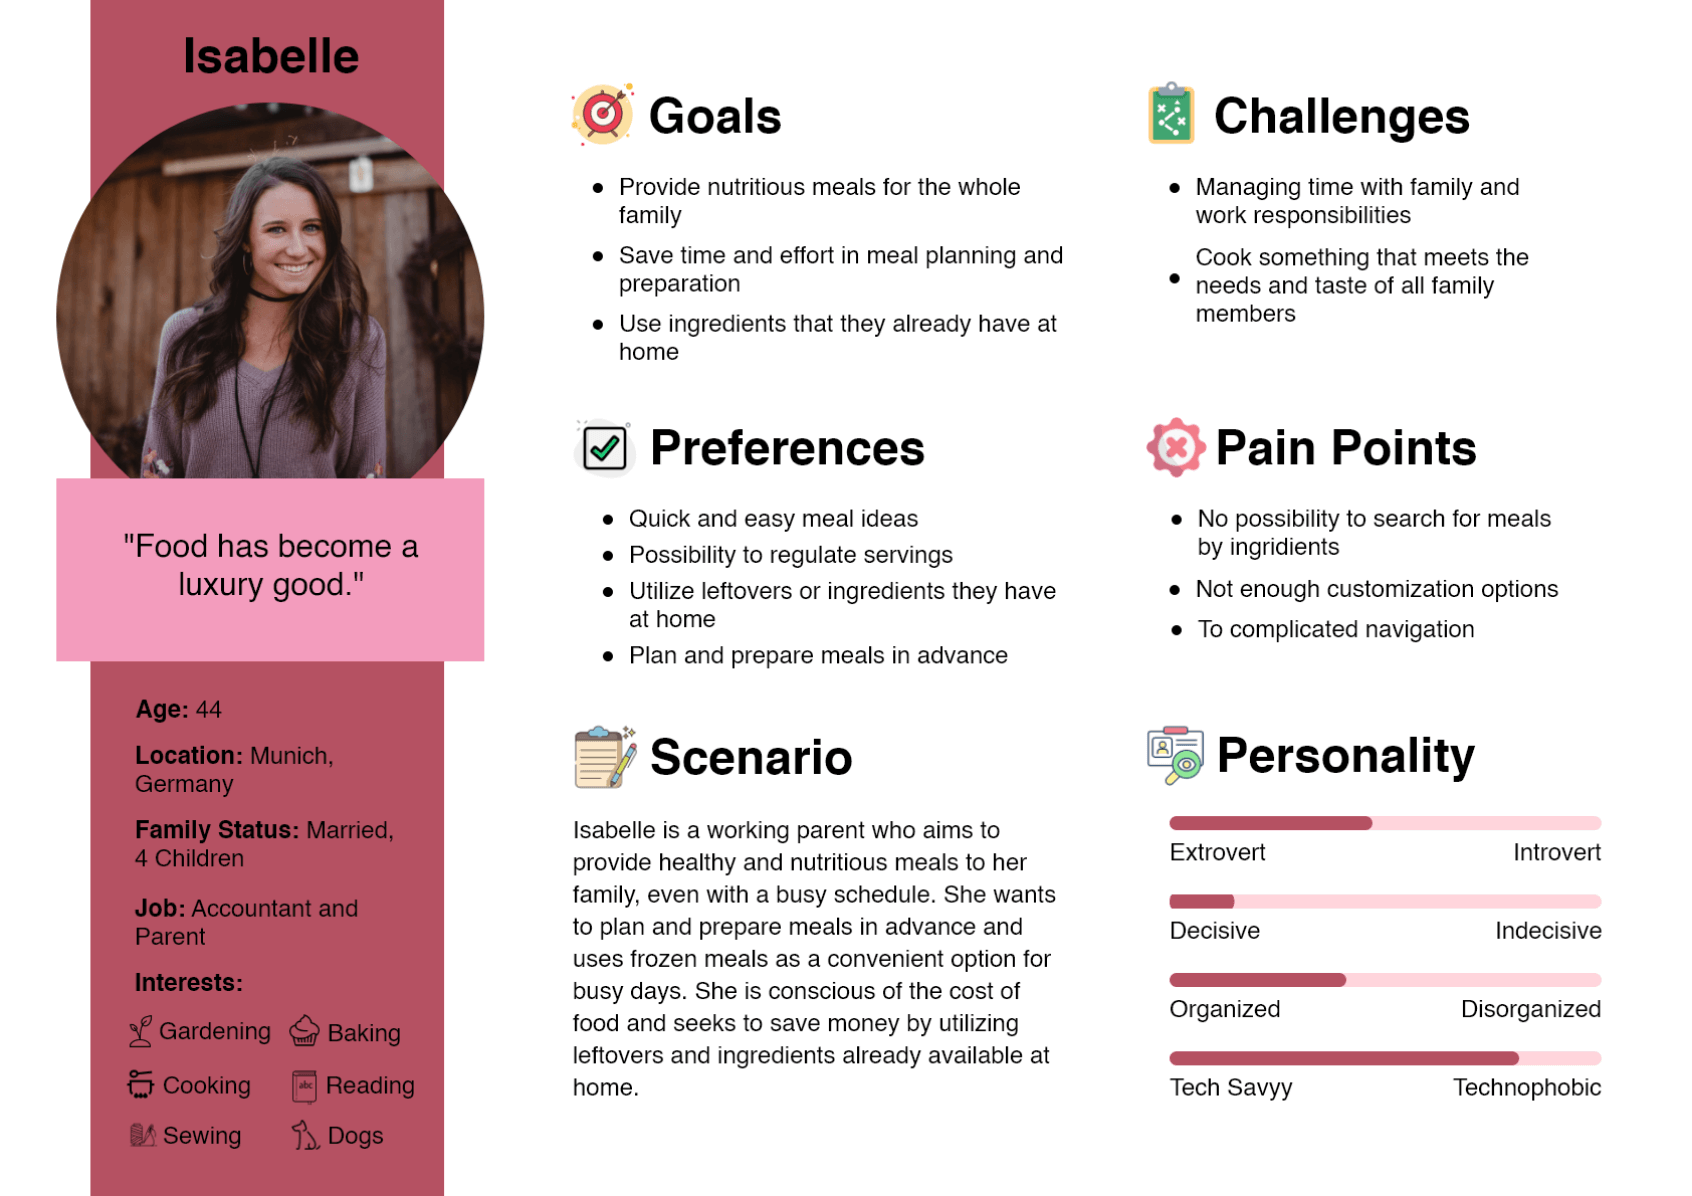 Isabelle
"Food has become a
luxury good."
Age: 44
Location: Munich,
Germany
Family Status: Married,
4 Children
Job: Accountant and
Parent
Interests:
Gardening
Baking
Cooking
abc
Reading
Sewing
Dogs
Goals
Provide nutritious meals for the whole
family
Save time and effort in meal planning and
preparation
Use ingredients that they already have at
home
Challenges
Managing time with family and
work responsibilities
Cook something that meets the
needs and taste of all family
members
Preferences
Quick and easy meal ideas
Possibility to regulate servings
Utilize leftovers or ingredients they have
at home
Plan and prepare meals in advance
Pain Points
No possibility to search for meals
by ingridients
Not enough customization options
To complicated navigation
Scenario
Isabelle is a working parent who aims to
provide healthy and nutritious meals to her
family, even with a busy schedule. She wants
to plan and prepare meals in advance and
uses frozen meals as a convenient option for
busy days. She is conscious of the cost of
food and seeks to save money by utilizing
leftovers and ingredients already available at
home.
Personality
Extrovert Introvert
Decisive Indecisive
Organized Disorganized
Tech Savyy Technophobic